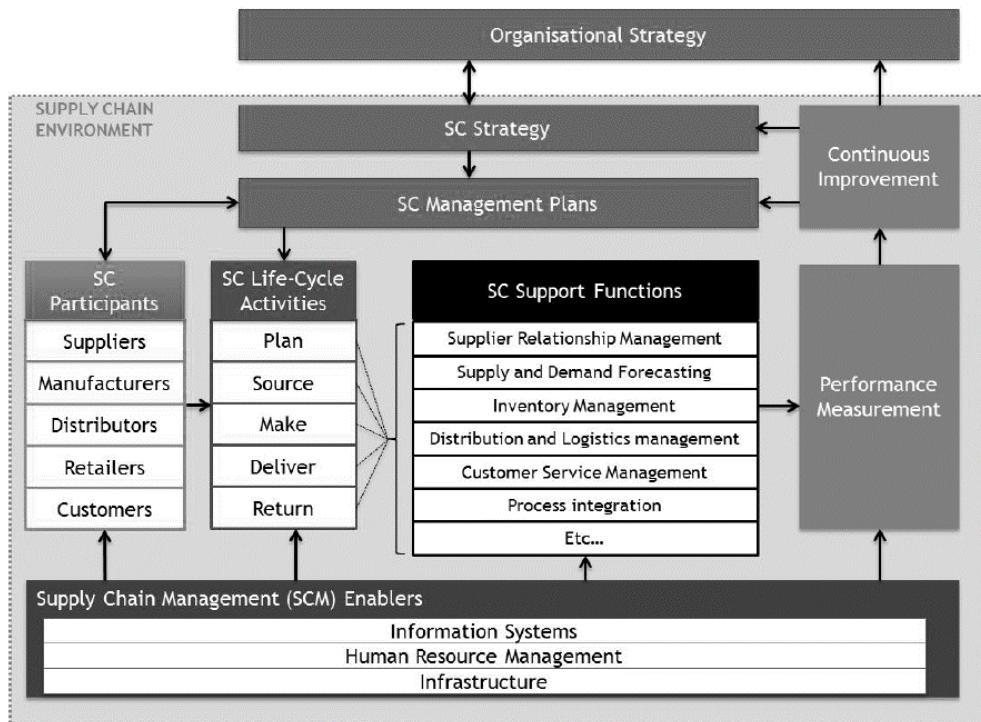 Organisational Strategy
SUPPLY CHAIN
ENVIRONMENT
SC Strategy
Continuous
Improvement
SC Management Plans
SC
Participants
Suppliers
Manufacturers
Distributors
Retailers
Customers
SC Life-Cycle
Activities
Plan
Source
Make
Deliver
Return
SC Support Functions
Supplier Relationship Management
Supply and Demand Forecasting
Inventory Management
Distribution and Logistics management
Customer Service Management
Process integration
Etc...
Performance
Measurement
Supply Chain Management (SCM) Enablers
Information Systems
Human Resource Management
Infrastructure